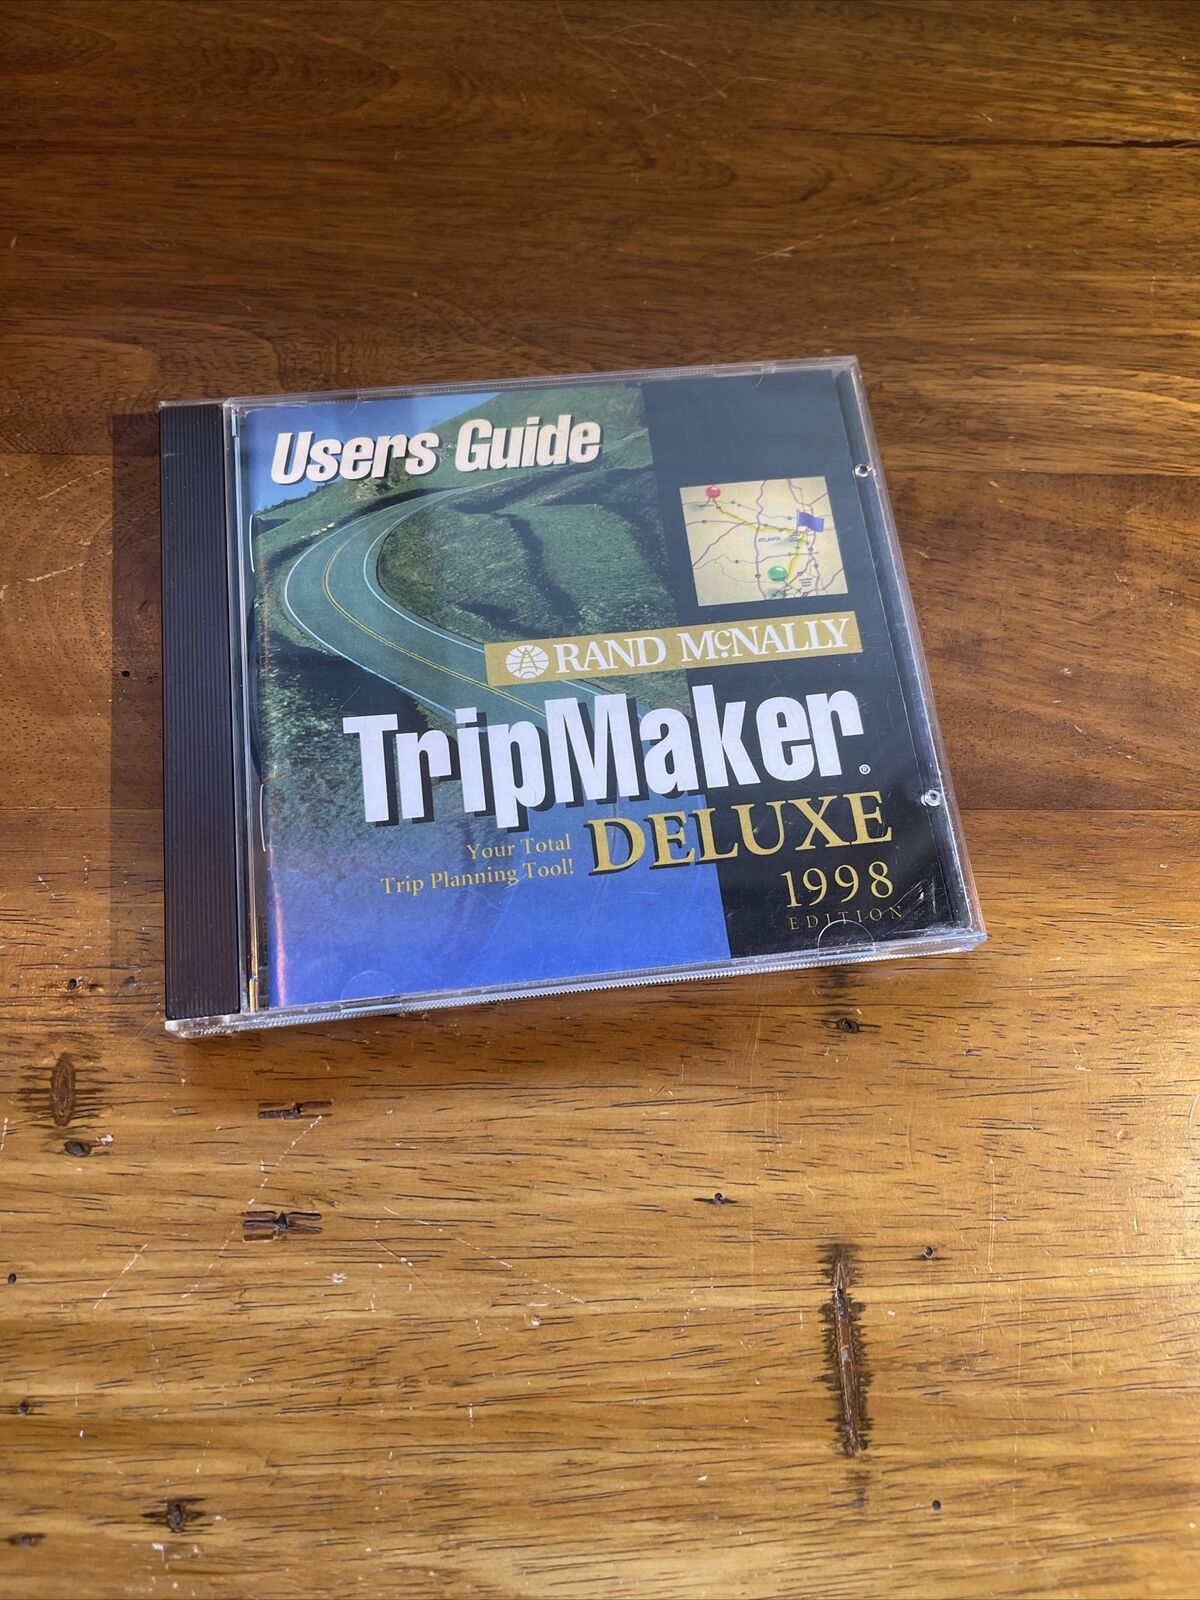 Users Guide
ATLANTA
RAND McNALLY
TripMaker®
DELUXE
Your Total
Trip Planning Tool!
1998
EDITION